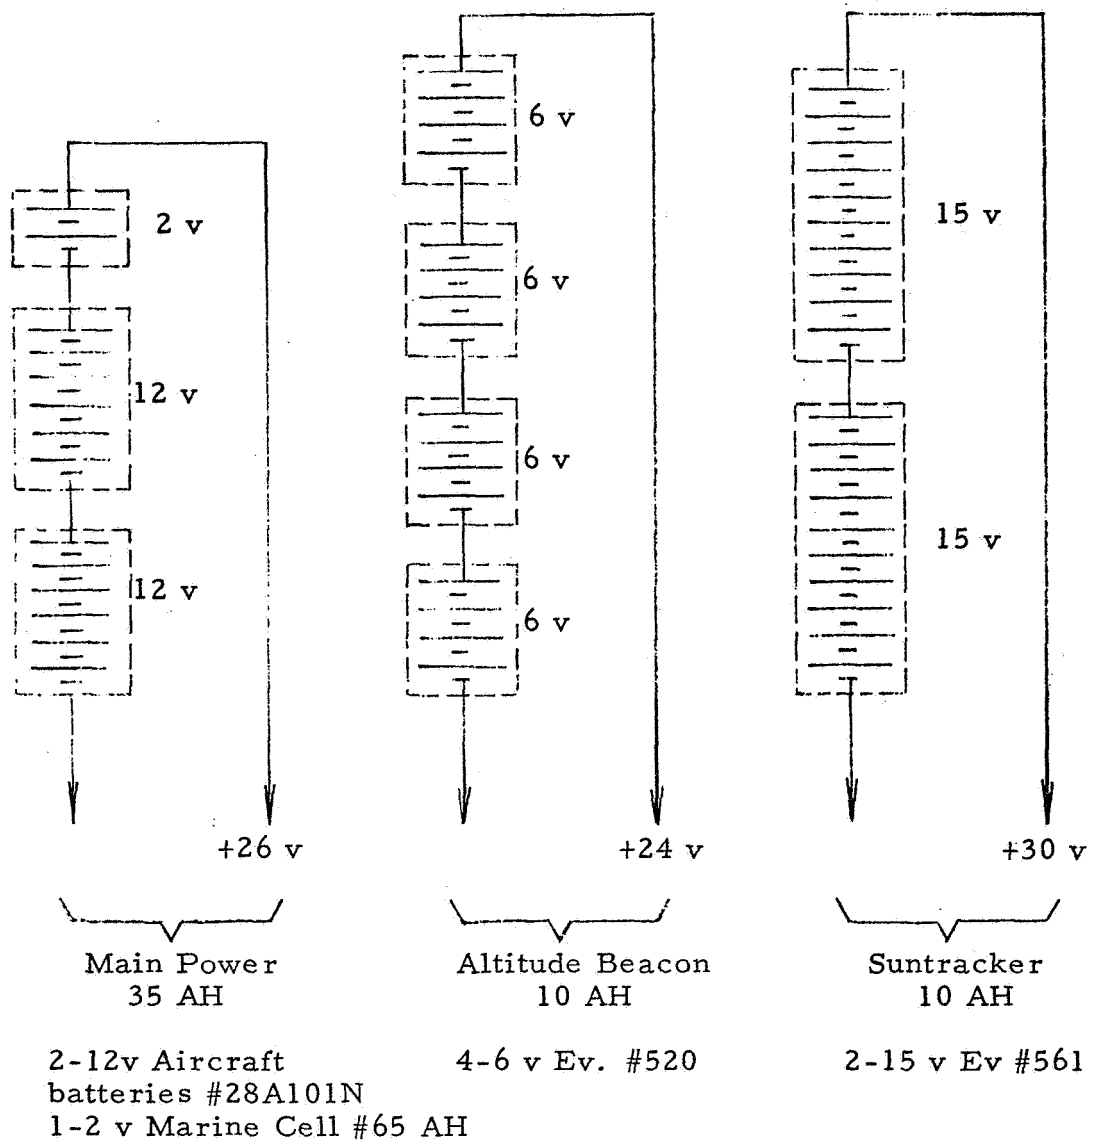 2 v
12 v
12 v
+26 v
Main Power
35 AH
2-12v Aircraft
batteries #28A101N
1-2 v Marine Cell #65 AH
6 v
6 v
6 v
6 v
+24 v
Altitude Beacon
10 AH
4-6 v Ev. #520
15 v
15 v
+30 v
Suntracker
10 AH
2-15 v Ev #561